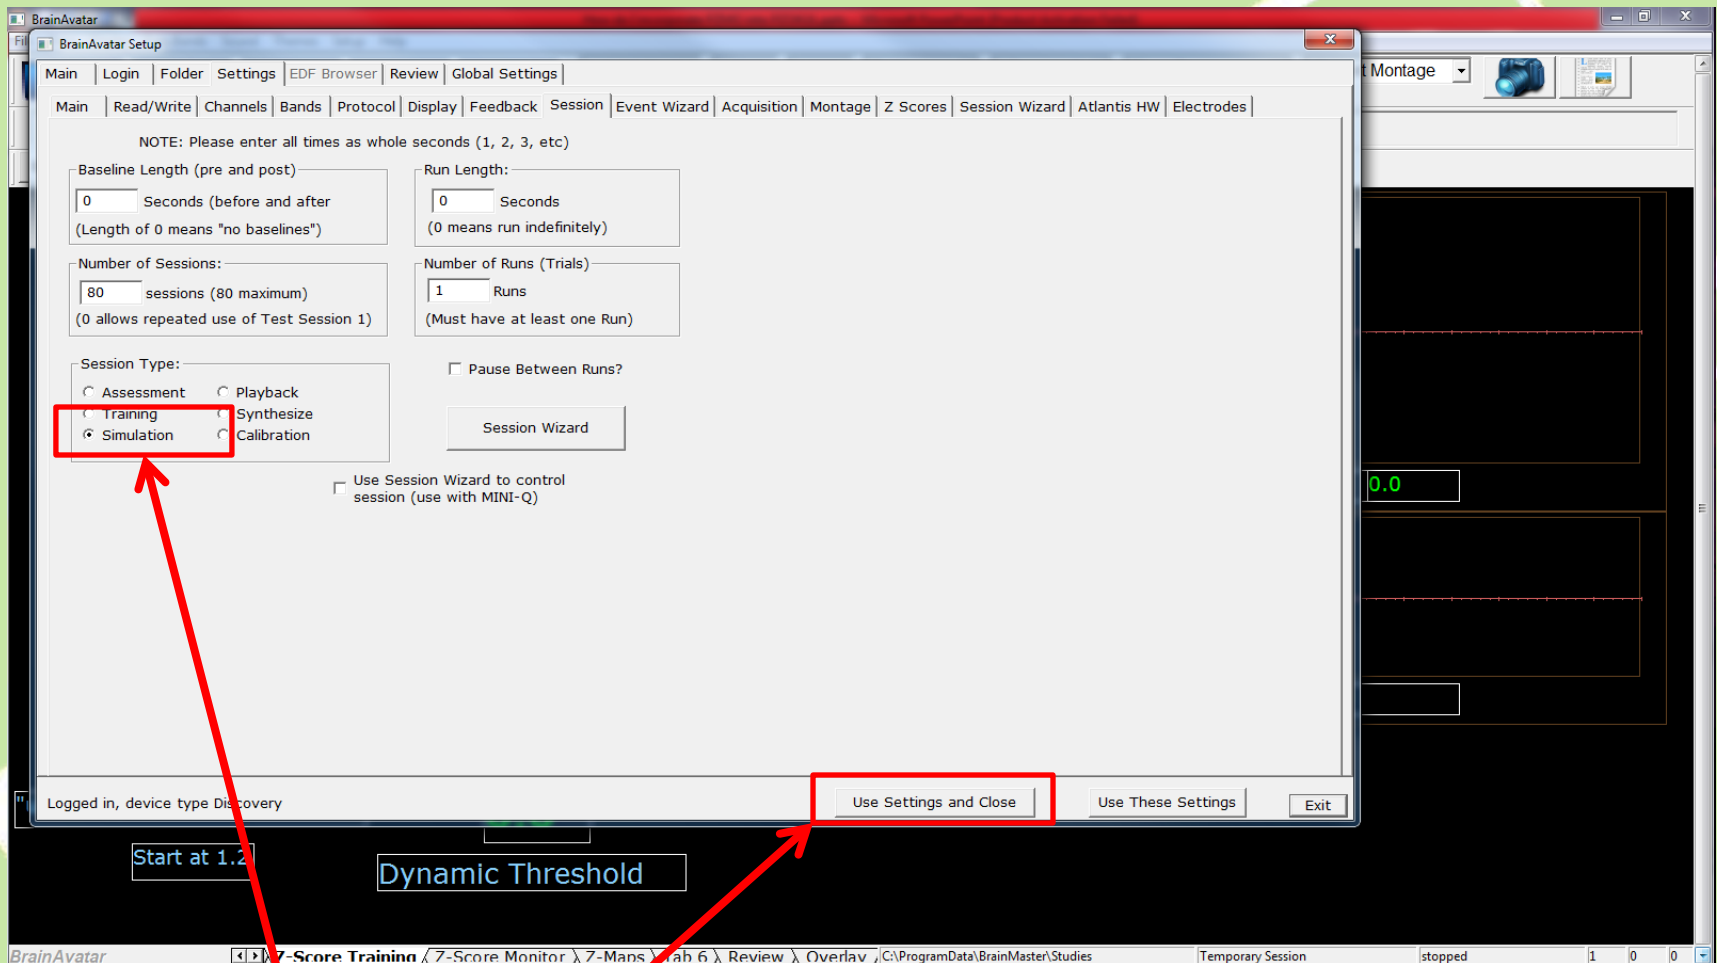 BrainAvatar
BrainAvatar Setup
Main Login Folder Settings EDF Browser Review Global Settings
t Montage
Main Read/Write Channels Bands Protocol Display Feedback Session Event Wizard Acquisition Montage Z Scores Session Wizard Atlantis HW Electrodes
NOTE: Please enter all times as whole seconds (1, 2, 3, etc)
Baseline Length (pre and post)
0 Seconds (before and after
(Length of 0 means "no baselines")
Run Length:
0 Seconds
(0 means run indefinitely)
Number of Sessions:
80 sessions (80 maximum)
(0 allows repeated use of Test Session 1)
Number of Runs (Trials)
1 Runs
(Must have at least one Run)
Session Type:
Assessment Playback
Training Synthesize
Simulation Calibration
Pause Between Runs?
Session Wizard
Use Session Wizard to control
session (use with MINI-Q)
0.0
Logged in, device type Discovery
Use Settings and Close Use These Settings Exit
Start at 1.2
Dynamic Threshold
BrainAvatar Z-Score Training Z-Score Monitor Z-Maps Tab 6 Review Overlay C:\ProgramData\BrainMaster\Studies Temporary Session stopped 1 0 0